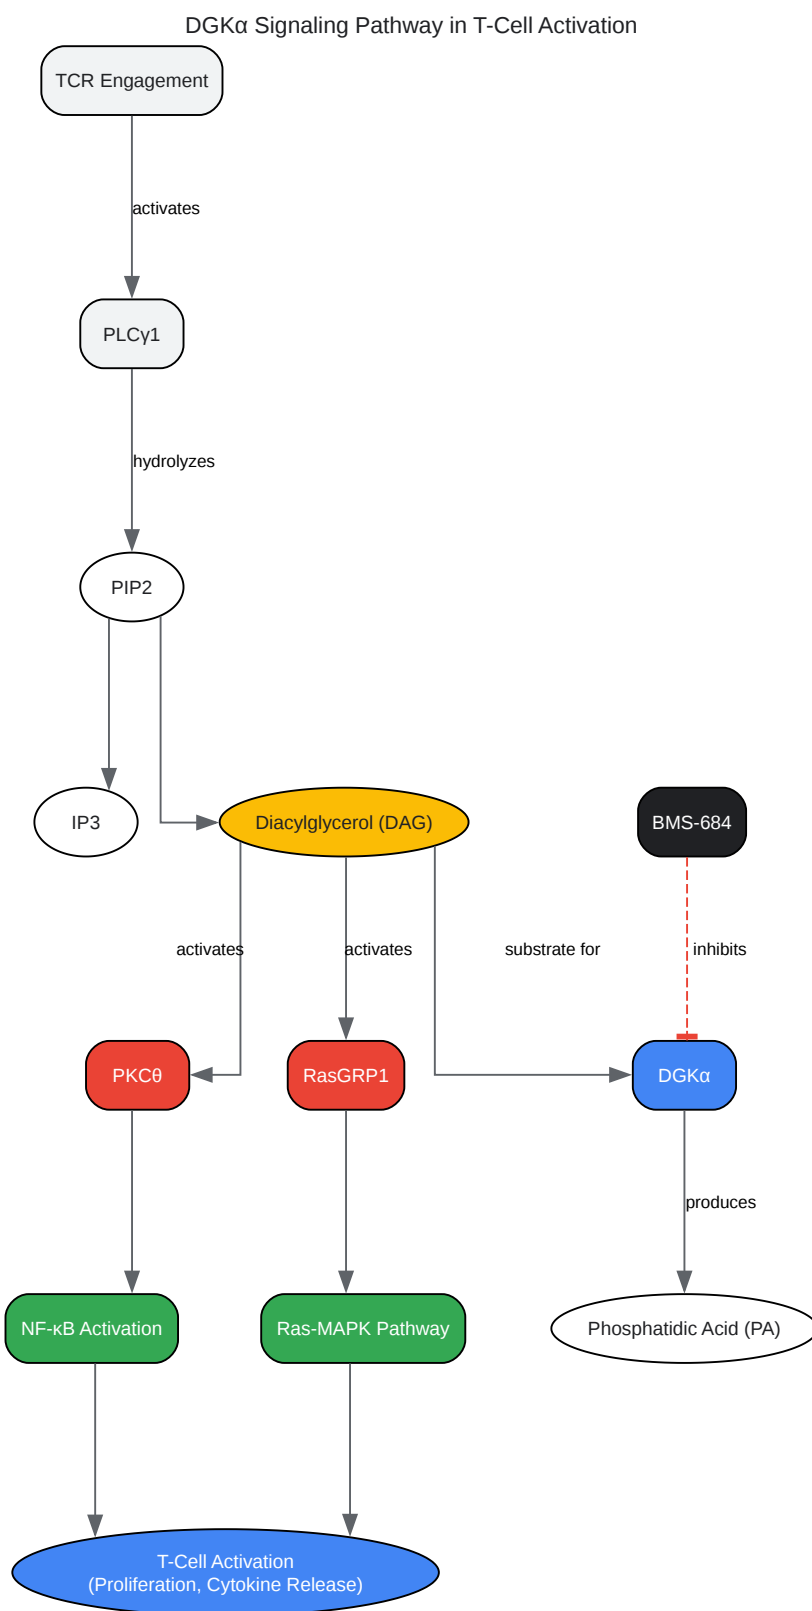 DGKα Signaling Pathway in T-Cell Activation
TCR Engagement
activates
PLCγ1
hydrolyzes
PIP2
IP3
Diacylglycerol (DAG)
BMS-684
activates
activates
substrate for
inhibits
PKCθ
RasGRP1
DGKα
produces
NF-κB Activation
Ras-MAPK Pathway
Phosphatidic Acid (PA)
T-Cell Activation
(Proliferation, Cytokine Release)